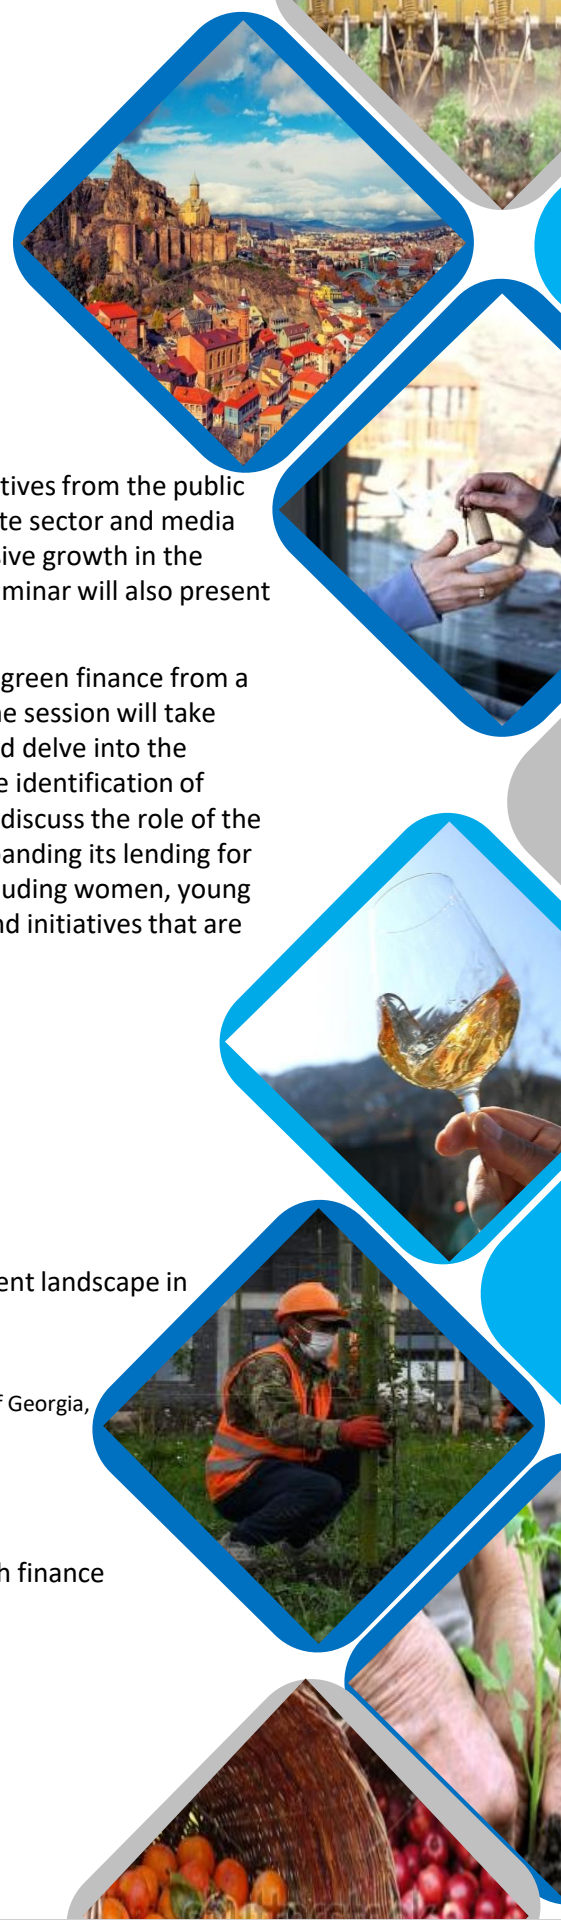 tives from the public
te sector and media
sive growth in the
minar will also present
green finance from a
ne session will take
d delve into the
e identification of
discuss the role of the
anding its lending for
luding women, young
nd initiatives that are
ent landscape in
f Georgia,
h finance